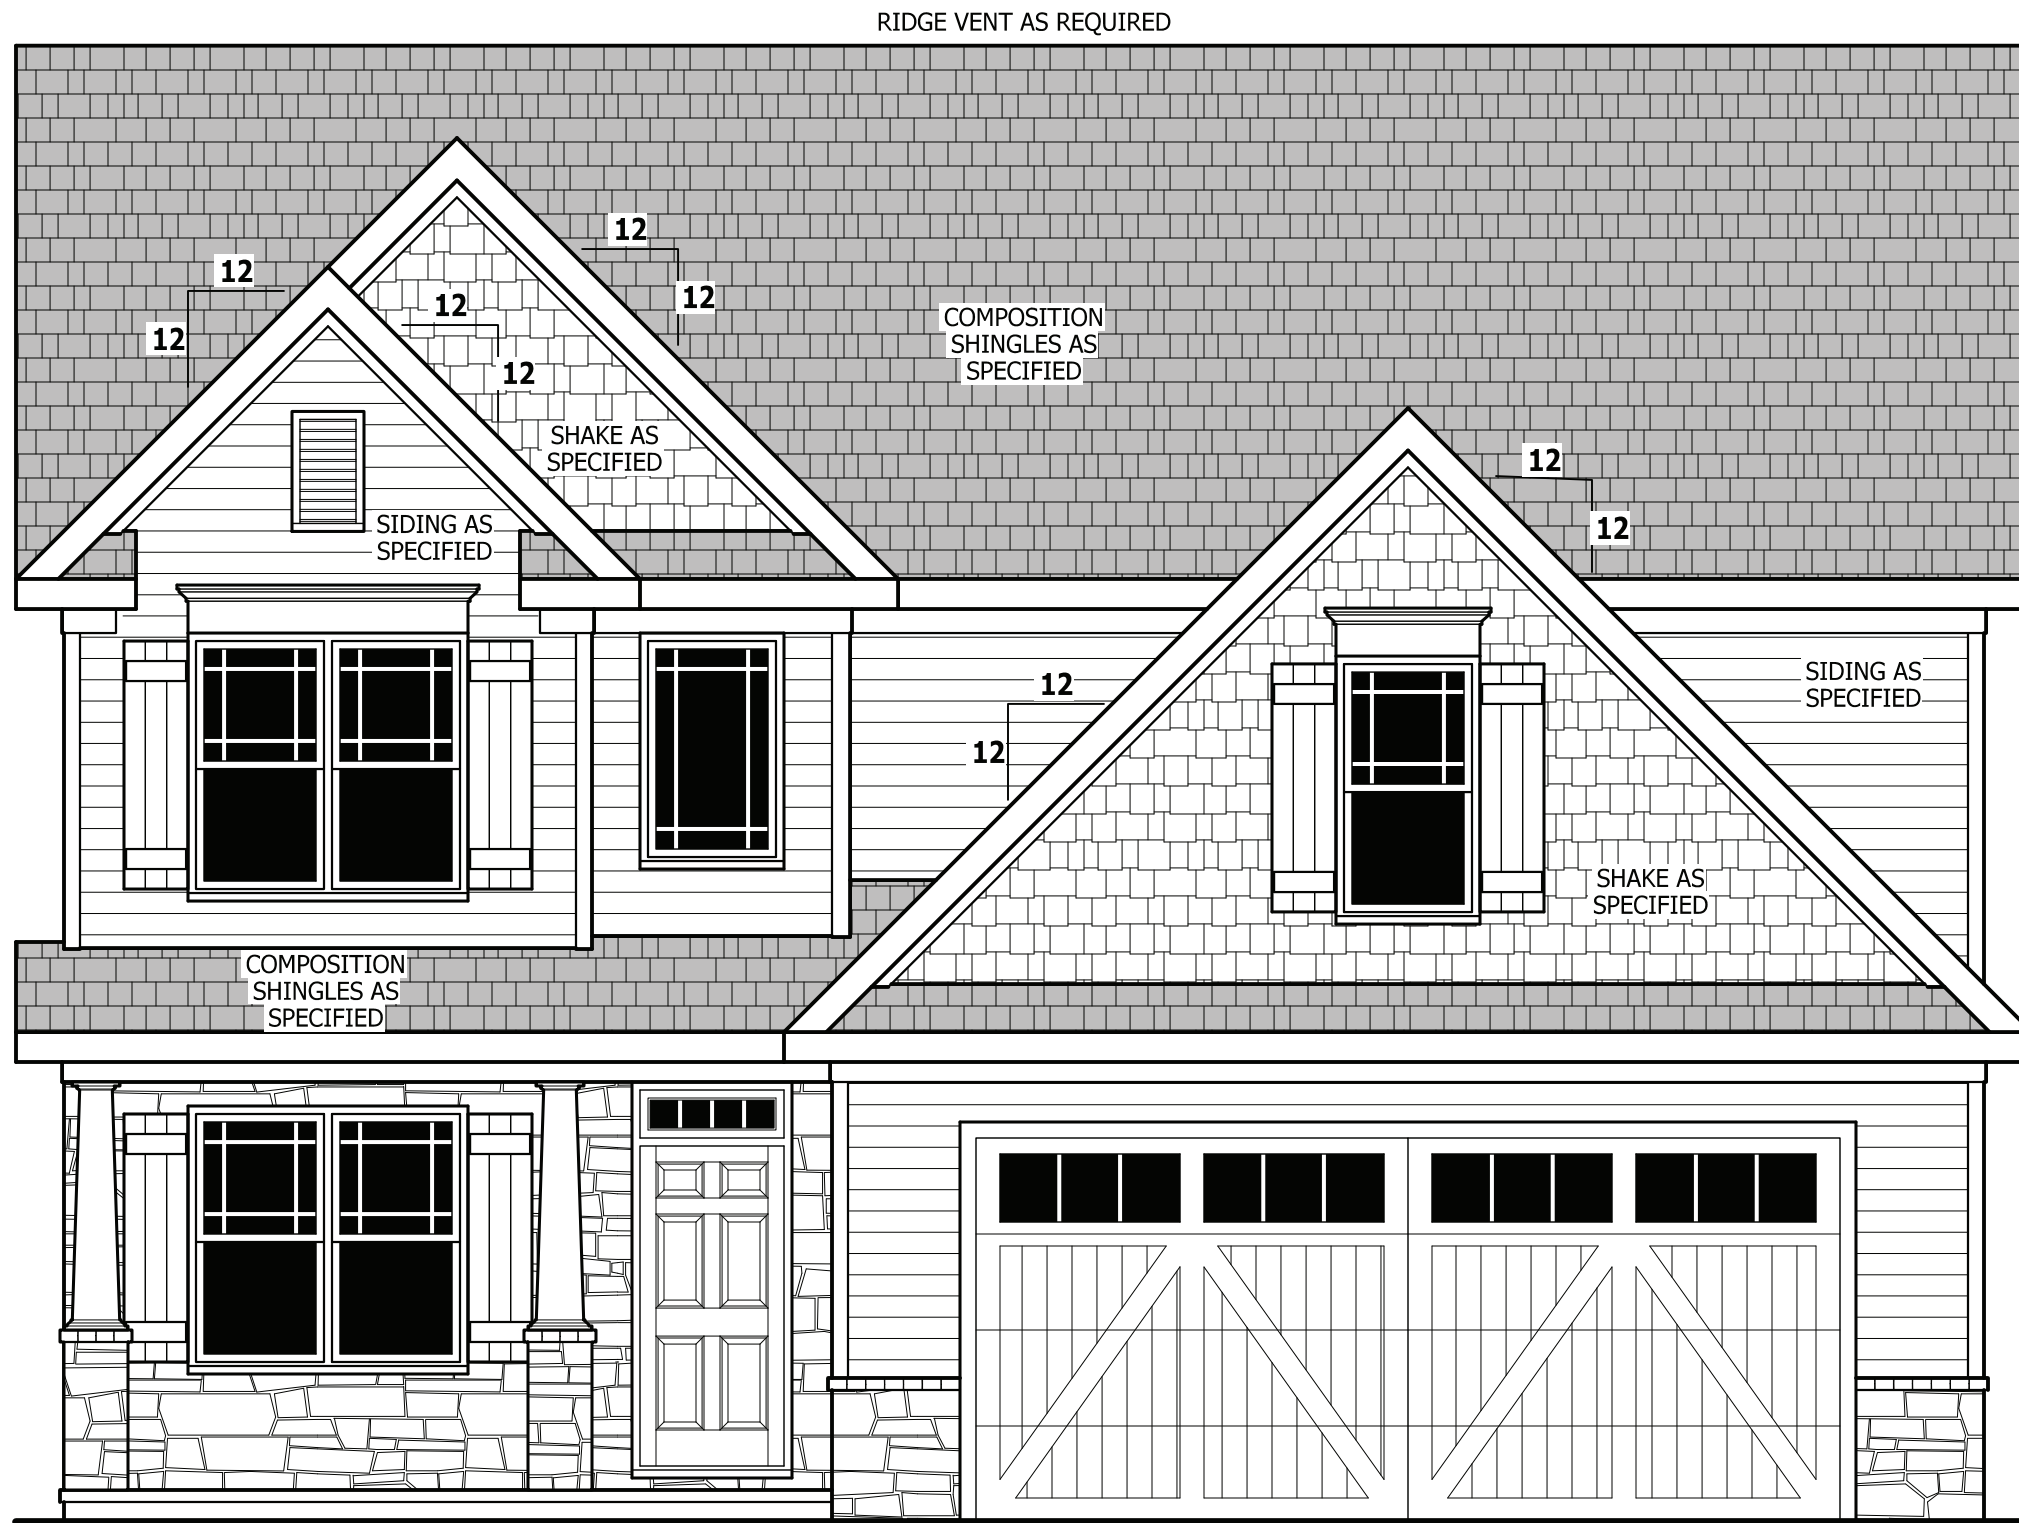 RIDGE VENT AS REQUIRED
12
12
12
12
12
12
COMPOSITION
SHINGLES AS
SPECIFIED
SHAKE AS
SPECIFIED
12
12
SIDING AS
SPECIFIED
12
12
SIDING AS
SPECIFIED
SHAKE AS
SPECIFIED
COMPOSITION
SHINGLES AS
SPECIFIED